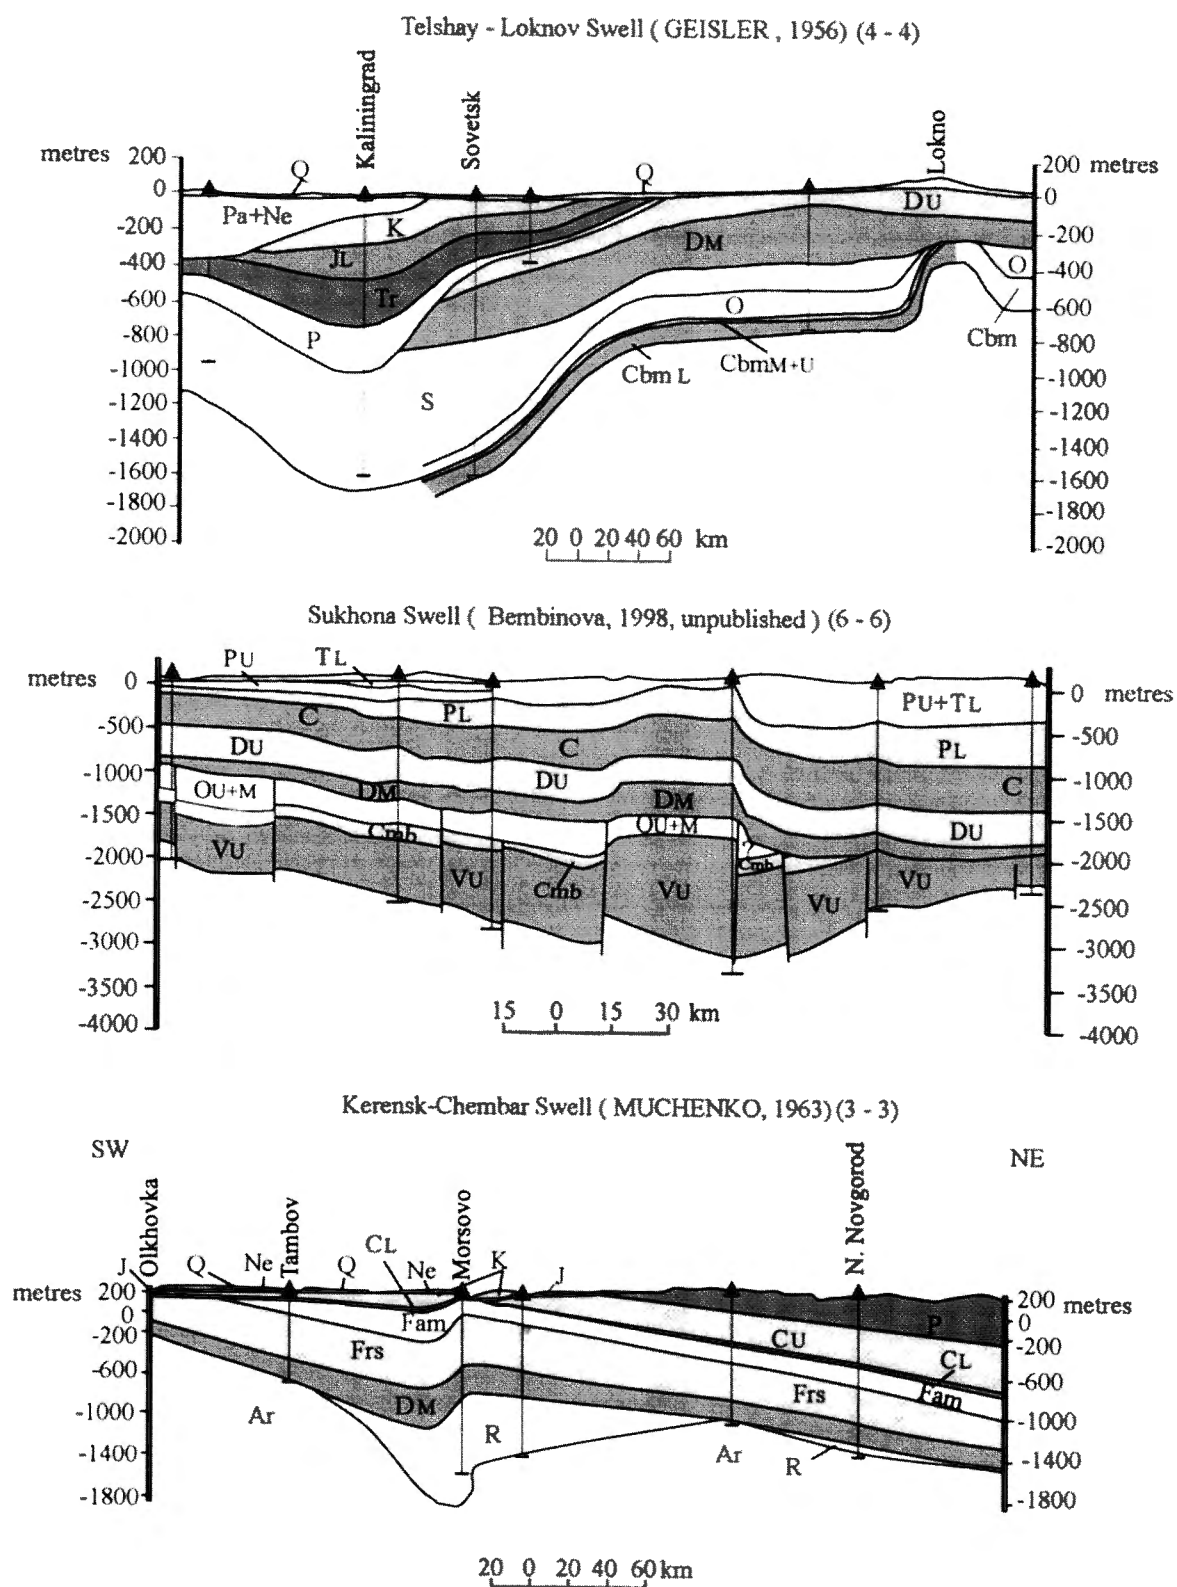 Telshay - Loknov Swell ( GEISLER , 1956) (4 - 4)
Kaliningrad
Sovetsk
Lokno
metres 200
0
-200
-400
-600
-800
-1000
-1200
-1400
-1600
-1800
-2000
200 metres
0
-200
-400
-600
-800
-1000
-1200
-1400
-1600
-1800
-2000
Q
Q
Pa+Ne
K
JL
Tr
P
S
DU
DM
O
O
Cbm
CbmM+U
Cbm L
20 0 20 40 60 km
Sukhona Swell ( Bembinova, 1998, unpublished ) (6 - 6)
metres 0
-500
-1000
-1500
-2000
-2500
-3000
-3500
-4000
0 metres
-500
-1000
-1500
-2000
-2500
-3000
-3500
-4000
PU
TL
C
PL
C
PU+TL
PL
C
DU
DU
DU
DM
DM
OU+M
OU+M
Cmb
?
Cmb
Cmb
VU
VU
VU
VU
VU
15 0 15 30 km
Kerensk-Chembar Swell ( MUCHENKO, 1963) (3 - 3)
SW
NE
Olkhovka
Tambov
Morsovo
N. Novgorod
J
Q
Ne
Q
CL
Ne
K
J
metres 200
0
-200
-600
-1000
-1400
-1800
200 metres
0
-200
-600
-1000
-1400
-1800
Fam
Frs
DM
Ar
R
P
CU
CL
Fam
Frs
Ar
R
20 0 20 40 60 km